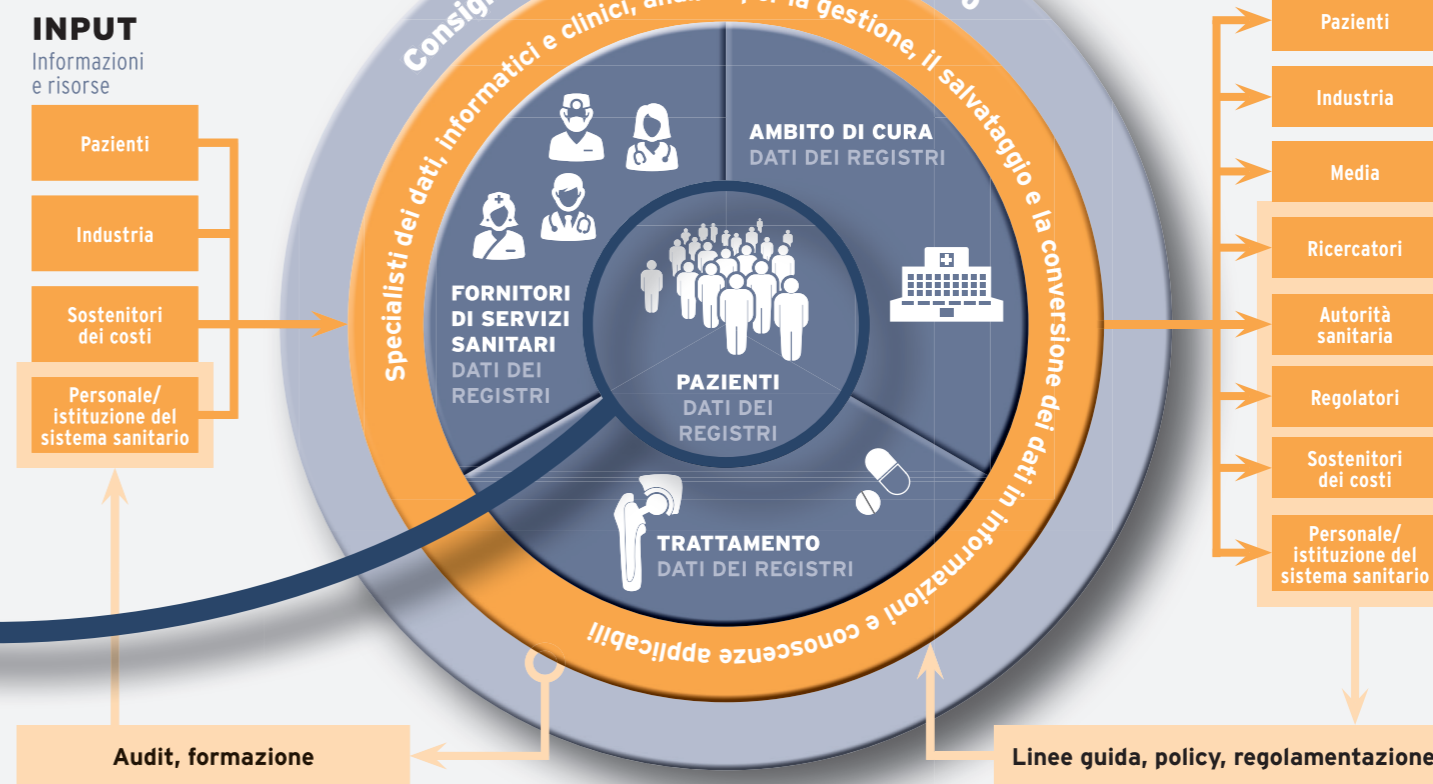 INPUT
Informazioni
e risorse
Pazienti
Industria
Sostenitori
dei costi
Personale/
istituzione del
sistema sanitario
Specialisti dei dati, informatici e clinici, per la gestione, il salvataggio e la conversione dei dati in informazioni e conoscenze applicabili
FORNITORI
DI SERVIZI
SANITARI
DATI DEI
REGISTRI
AMBITO DI CURA
DATI DEI REGISTRI
PAZIENTI
DATI DEI
REGISTRI
TRATTAMENTO
DATI DEI REGISTRI
Pazienti
Industria
Media
Ricercatori
Autorità
sanitaria
Regolatori
Sostenitori
dei costi
Personale/
istituzione del
sistema sanitario
Audit, formazione
Linee guida, policy, regolamentazione